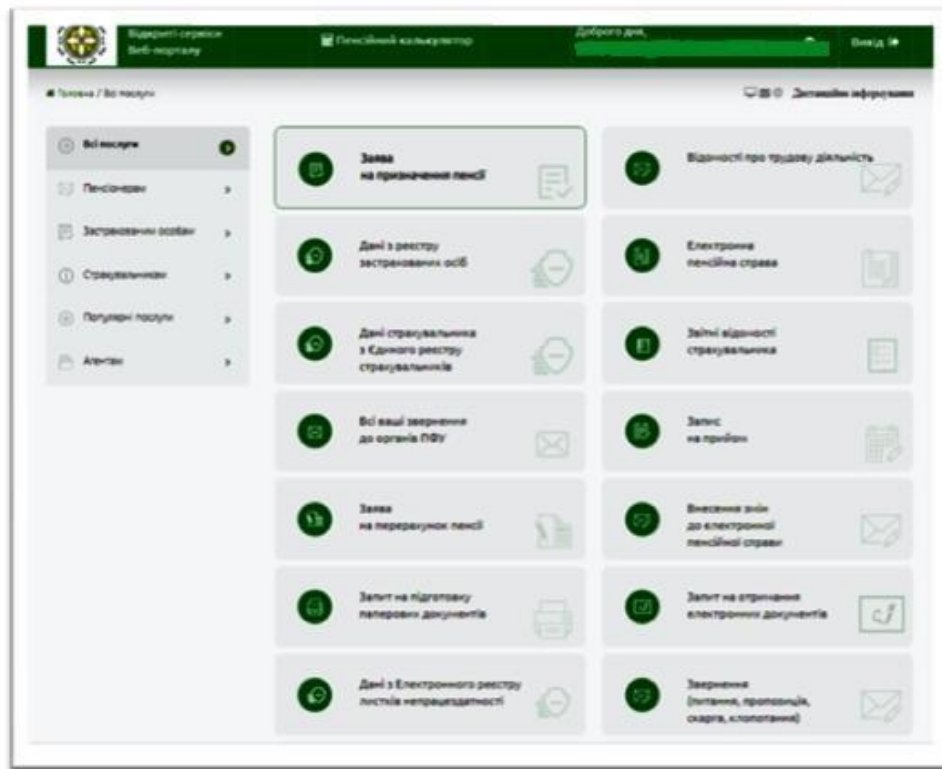 Відкриті сервіси
Веб-порталу
Пенсійний калькулятор
Доброго дня,
Вихід
Головна / Всі послуги
Дистанційне інформування
Всі послуги
Пенсіонерам
Застрахованим особам
Страхувальникам
Популярні послуги
Агентам
Заява
на призначення пенсії
Відомості про трудову діяльність
Дані з реєстру
застрахованих осіб
Електронна
пенсійна справа
Дані страхувальника
з Єдиного реєстру
страхувальників
Звітні відомості
страхувальника
Всі ваші звернення
до органів ПФУ
Запис
на прийом
Заява
на перерахунок пенсії
Внесення змін
до електронної
пенсійної справи
Запит на підготовку
паперових документів
Запит на отримання
електронних документів
Дані з Електронного реєстру
листків непрацездатності
Звернення
(питання, пропозиція,
скарга, клопотання)